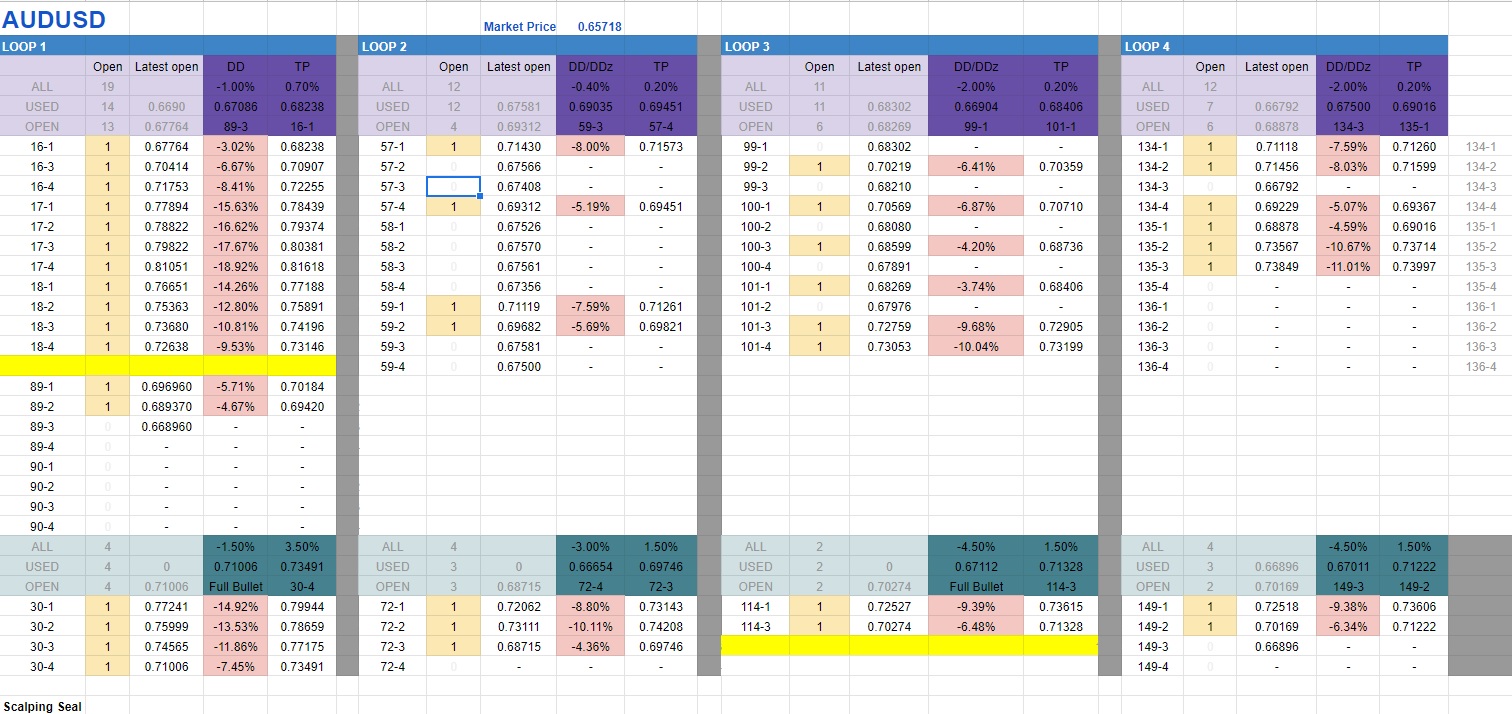 AUDUSD
Market Price 0.65718
LOOP 1 LOOP 2 LOOP 3 LOOP 4
Open Latest open DD TP Open Latest open DD/DDz TP Open Latest open DD/DDz TP Open Latest open DD/DDz TP
ALL 19 -1.00% 0.70% ALL 12 -0.40% 0.20% ALL 11 -2.00% 0.20% ALL 12 -2.00% 0.20%
USED 14 0.6690 0.67086 0.68238 USED 12 0.67581 0.69035 0.69451 USED 11 0.68302 0.66904 0.68406 USED 7 0.66792 0.67500 0.69016
OPEN 13 0.67764 89-3 16-1 OPEN 4 0.69312 59-3 57-4 OPEN 6 0.68269 99-1 101-1 OPEN 6 0.68878 134-3 135-1
16-1 1 0.67764 -3.02% 0.68238 57-1 1 0.71430 -8.00% 0.71573 99-1 0 0.68302 - - 134-1 1 0.71118 -7.59% 0.71260 134-1
16-3 1 0.70414 -6.67% 0.70907 57-2 0 0.67566 - - 99-2 1 0.70219 -6.41% 0.70359 134-2 1 0.71456 -8.03% 0.71599 134-2
16-4 1 0.71753 -8.41% 0.72255 57-3 0 0.67408 - - 99-3 0 0.68210 - - 134-3 0 0.66792 - - 134-3
17-1 1 0.77894 -15.63% 0.78439 57-4 1 0.69312 -5.19% 0.69451 100-1 1 0.70569 -6.87% 0.70710 134-4 1 0.69229 -5.07% 0.69367 134-4
17-2 1 0.78822 -16.62% 0.79374 58-1 0 0.67526 - - 100-2 0 0.68080 - - 135-1 1 0.68878 -4.59% 0.69016 135-1
17-3 1 0.79822 -17.67% 0.80381 58-2 0 0.67570 - - 100-3 1 0.68599 -4.20% 0.68736 135-2 1 0.73567 -10.67% 0.73714 135-2
17-4 1 0.81051 -18.92% 0.81618 58-3 0 0.67561 - - 100-4 0 0.67891 - - 135-3 1 0.73849 -11.01% 0.73997 135-3
18-1 1 0.76651 -14.26% 0.77188 58-4 0 0.67356 - - 101-1 1 0.68269 -3.74% 0.68406 135-4 0 - - - 135-4
18-2 1 0.75363 -12.80% 0.75891 59-1 1 0.71119 -7.59% 0.71261 101-2 0 0.67976 - - 136-1 0 - - - 136-1
18-3 1 0.73680 -10.81% 0.74196 59-2 1 0.69682 -5.69% 0.69821 101-3 1 0.72759 -9.68% 0.72905 136-2 0 - - - 136-2
18-4 1 0.72638 -9.53% 0.73146 59-3 0 0.67581 - - 101-4 1 0.73053 -10.04% 0.73199 136-3 0 - - - 136-3
59-4 0 0.67500 - - 136-4 0 - - - 136-4
89-1 1 0.696960 -5.71% 0.70184
89-2 1 0.689370 -4.67% 0.69420
89-3 0 0.668960 - -
89-4 0 - - -
90-1 0 - - -
90-2 0 - - -
90-3 0 - - -
90-4 0 - - -
ALL 4 -1.50% 3.50% ALL 4 -3.00% 1.50% ALL 2 -4.50% 1.50% ALL 4 -4.50% 1.50%
USED 4 0 0.71006 0.73491 USED 3 0 0.66654 0.69746 USED 2 0 0.67112 0.71328 USED 3 0.66896 0.67011 0.71222
OPEN 4 0.71006 Full Bullet 30-4 OPEN 3 0.68715 72-4 72-3 OPEN 2 0.70274 Full Bullet 114-3 OPEN 2 0.70169 149-3 149-2
30-1 1 0.77241 -14.92% 0.79944 72-1 1 0.72062 -8.80% 0.73143 114-1 1 0.72527 -9.39% 0.73615 149-1 1 0.72518 -9.38% 0.73606
30-2 1 0.75999 -13.53% 0.78659 72-2 1 0.73111 -10.11% 0.74208 114-3 1 0.70274 -6.48% 0.71328 149-2 1 0.70169 -6.34% 0.71222
30-3 1 0.74565 -11.86% 0.77175 72-3 1 0.68715 -4.36% 0.69746 149-3 0 0.66896 - -
30-4 1 0.71006 -7.45% 0.73491 72-4 0 - - - 149-4 0 - - -
Scalping Seal